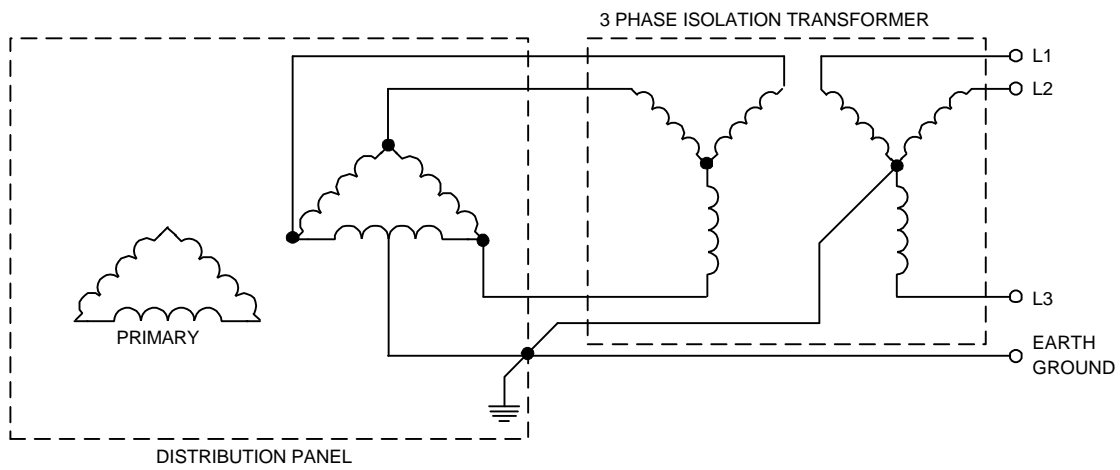 3 PHASE ISOLATION TRANSFORMER
L1
L2
PRIMARY
L3
EARTH
GROUND
DISTRIBUTION PANEL